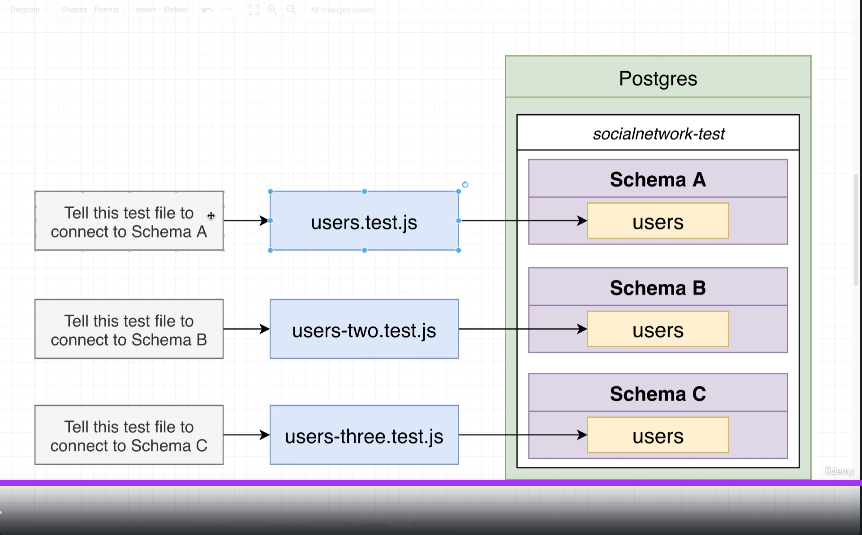 Diagram Shapes Format Insert Delete All changes saved
Postgres
socialnetwork-test
Schema A
Tell this test file to
connect to Schema A
users.test.js
users
Schema B
Tell this test file to
connect to Schema B
users-two.test.js
users
Schema C
Tell this test file to
connect to Schema C
users-three.test.js
users
ûdemy